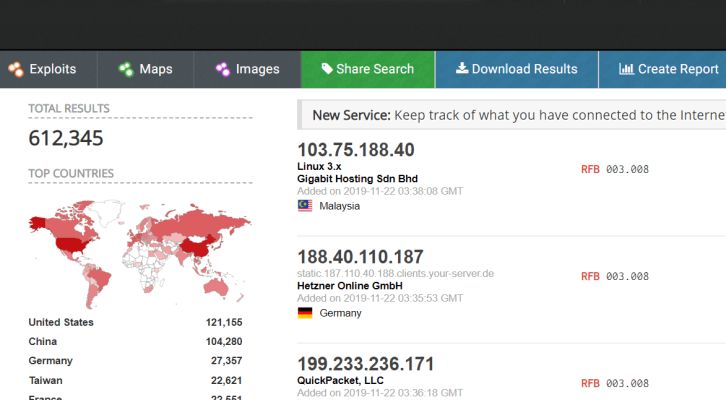 Exploits
Maps
Images
Share Search
Download Results
Create Report
TOTAL RESULTS
612,345
TOP COUNTRIES
United States 121,155
China 104,280
Germany 27,357
Taiwan 22,621
France 22,551
New Service: Keep track of what you have connected to the Internet
103.75.188.40
Linux 3.x
Gigabit Hosting Sdn Bhd
Added on 2019-11-22 03:38:08 GMT
Malaysia
RFB 003.008
188.40.110.187
static.187.110.40.188.clients.your-server.de
Hetzner Online GmbH
Added on 2019-11-22 03:35:53 GMT
Germany
RFB 003.008
199.233.236.171
QuickPacket, LLC
Added on 2019-11-22 03:36:18 GMT
RFB 003.008